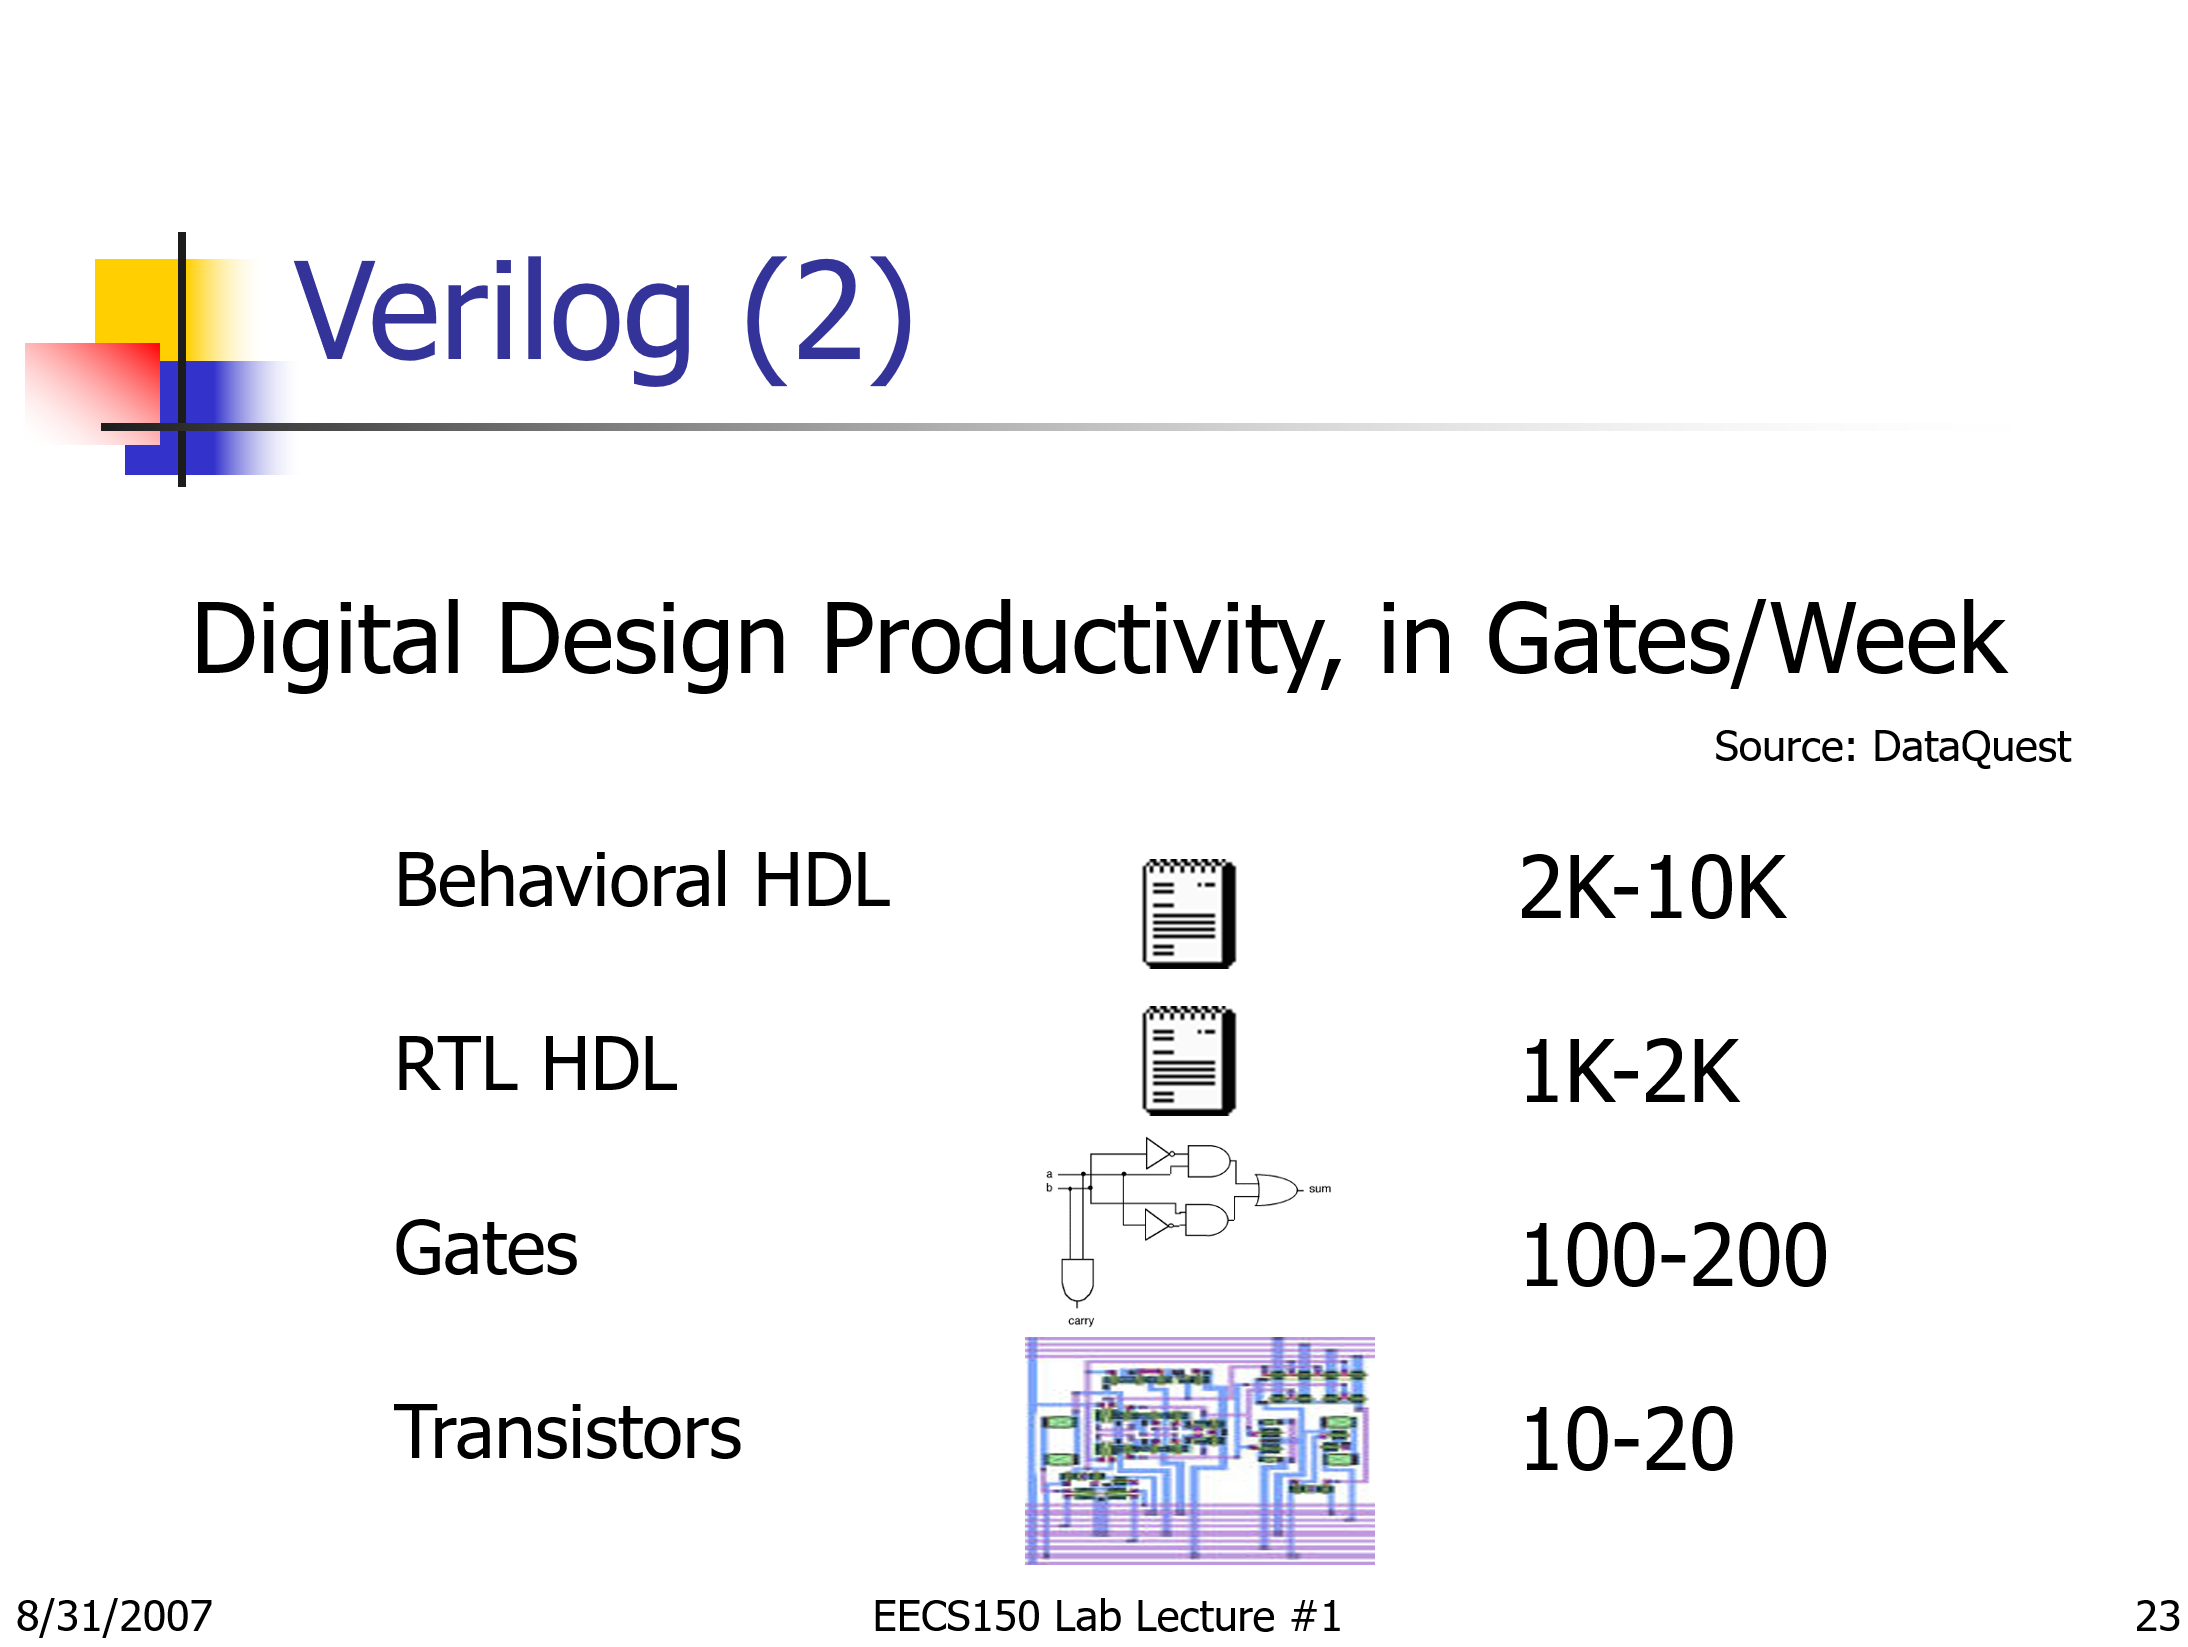 Verilog (2)
Digital Design Productivity, in Gates/Week
Source: DataQuest
Behavioral HDL 2K-10K
RTL HDL 1K-2K
a
b
sum
Gates 100-200
carry
Transistors 10-20
8/31/2007 EECS150 Lab Lecture #1 23